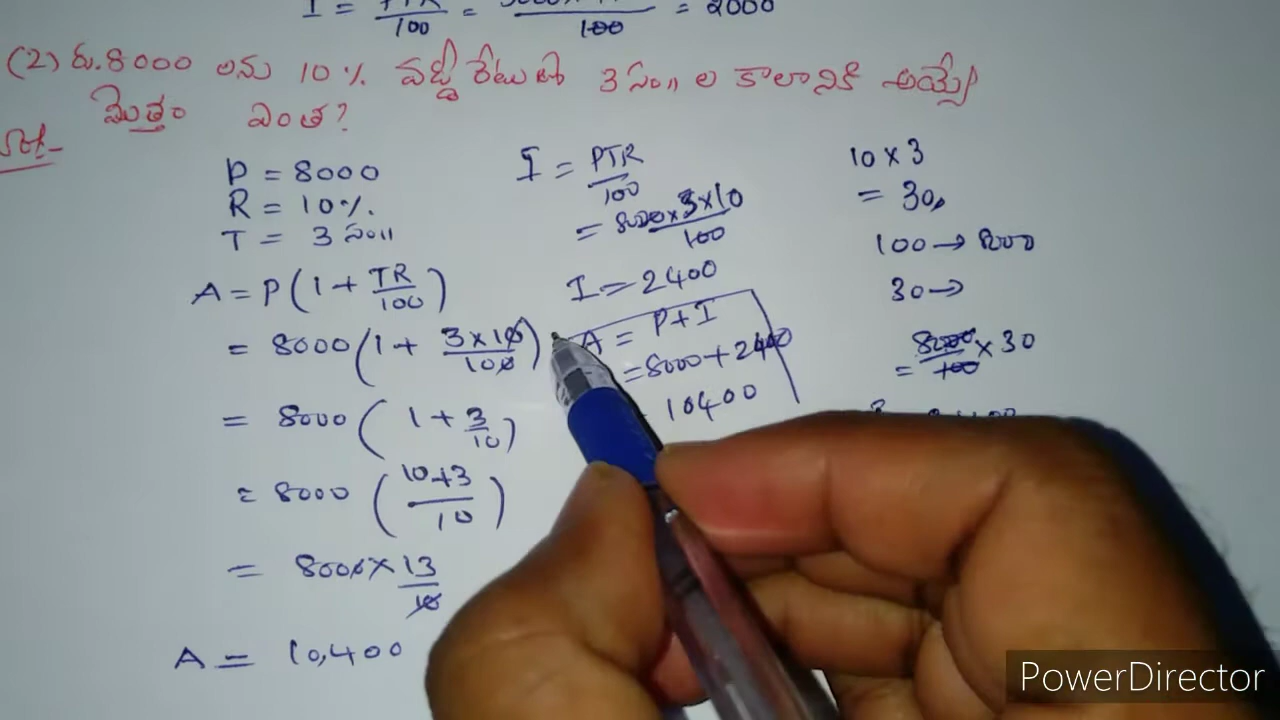 I = PTR/100 = = 2000
100
(2) రు.8000 లను 10% వడ్డీ రేటుతో 3 సం॥ ల కాలానికి అయ్యే
మొత్తం ఎంత?
P = 8000
R = 10%.
T = 3 సం॥
A = P(1 + TR/100)
= 8000(1 + 3×10/100)
= 8000(1 + 3/10)
= 8000(10+3/10)
= 8000×13/10
A = 10,400
I = PTR/100
= 8000×3×10/100
I = 2400
A = P+I
= 8000+2400
10400
10×3
= 30
100 → 8000
30 →
= 8000/100 × 30
PowerDirector